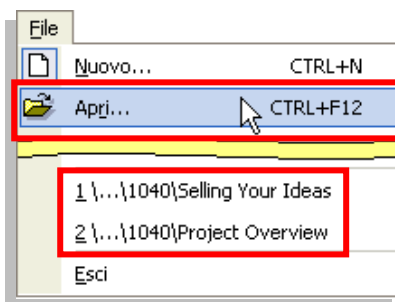 File
Nuovo... CTRL+N
Apri... CTRL+F12
1 \...\1040\Selling Your Ideas
2 \...\1040\Project Overview
Esci